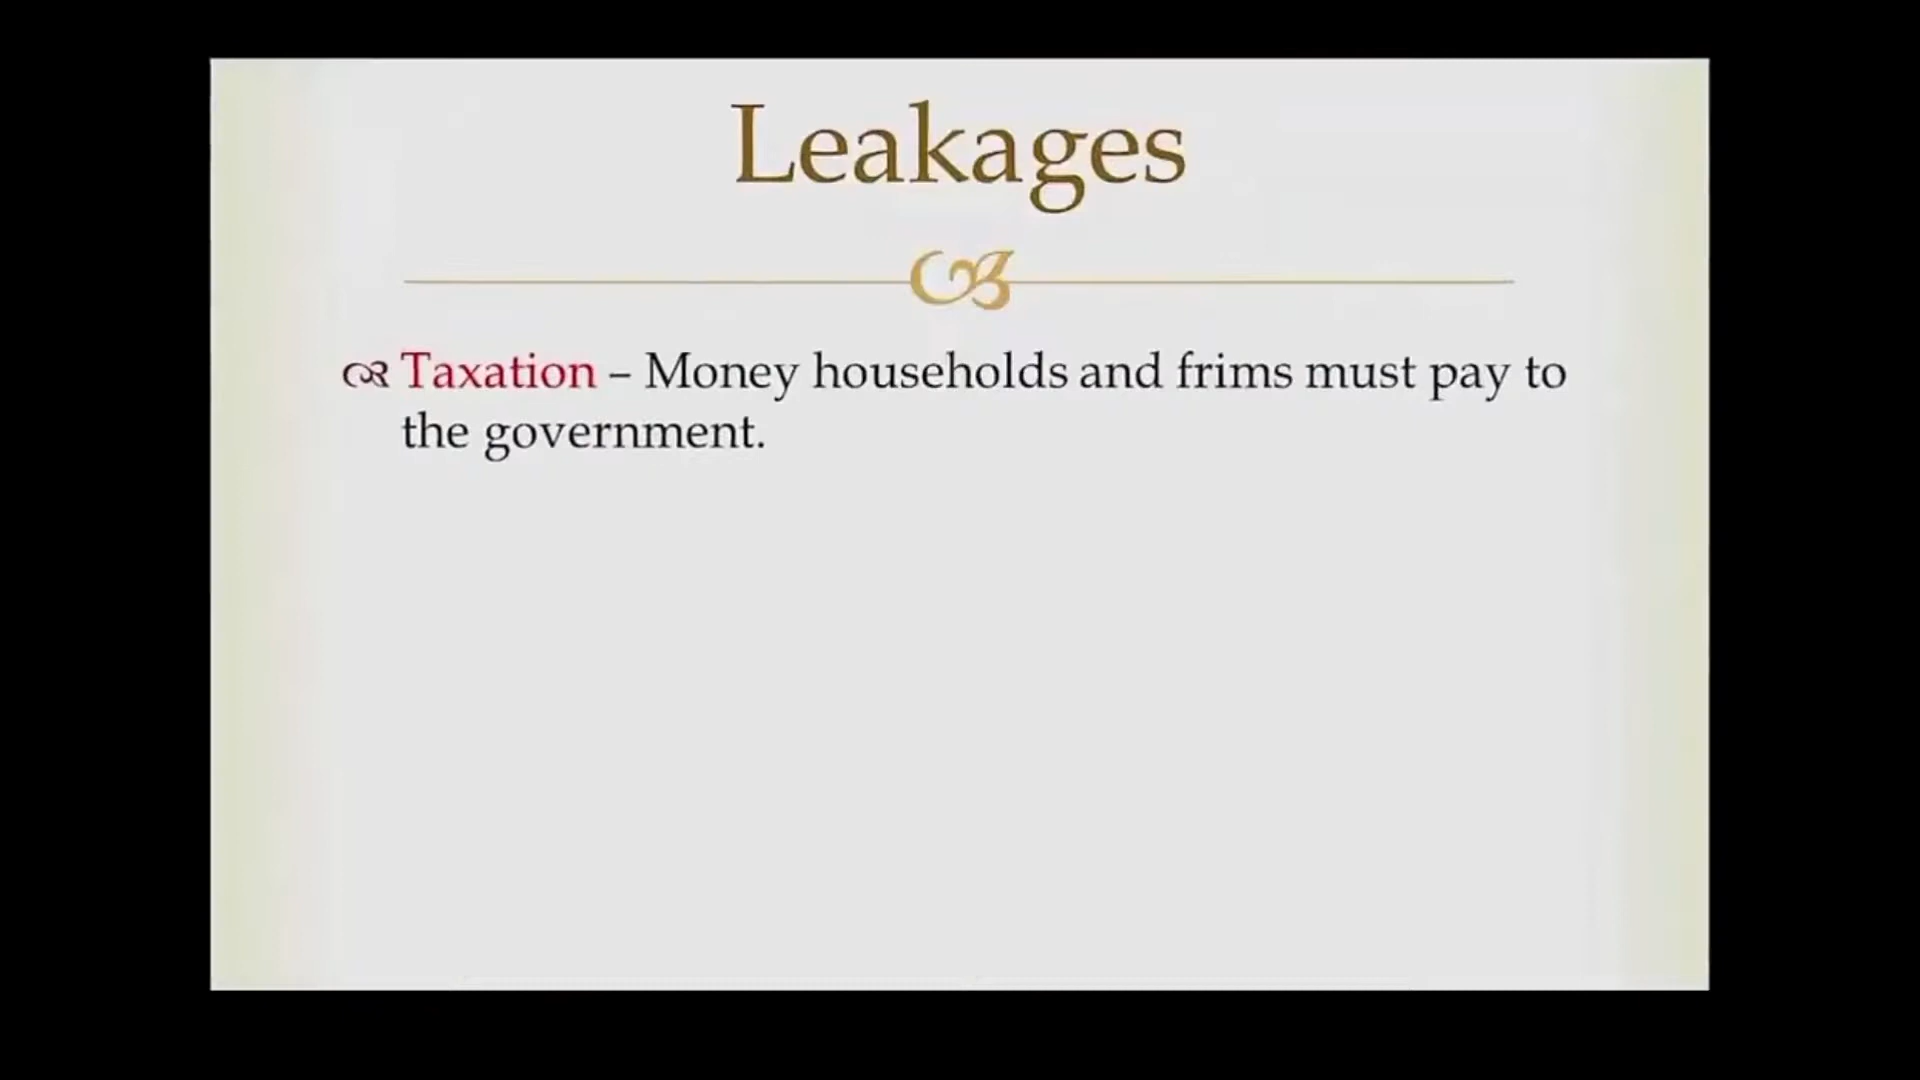 Leakages
Taxation – Money households and frims must pay to
the government.